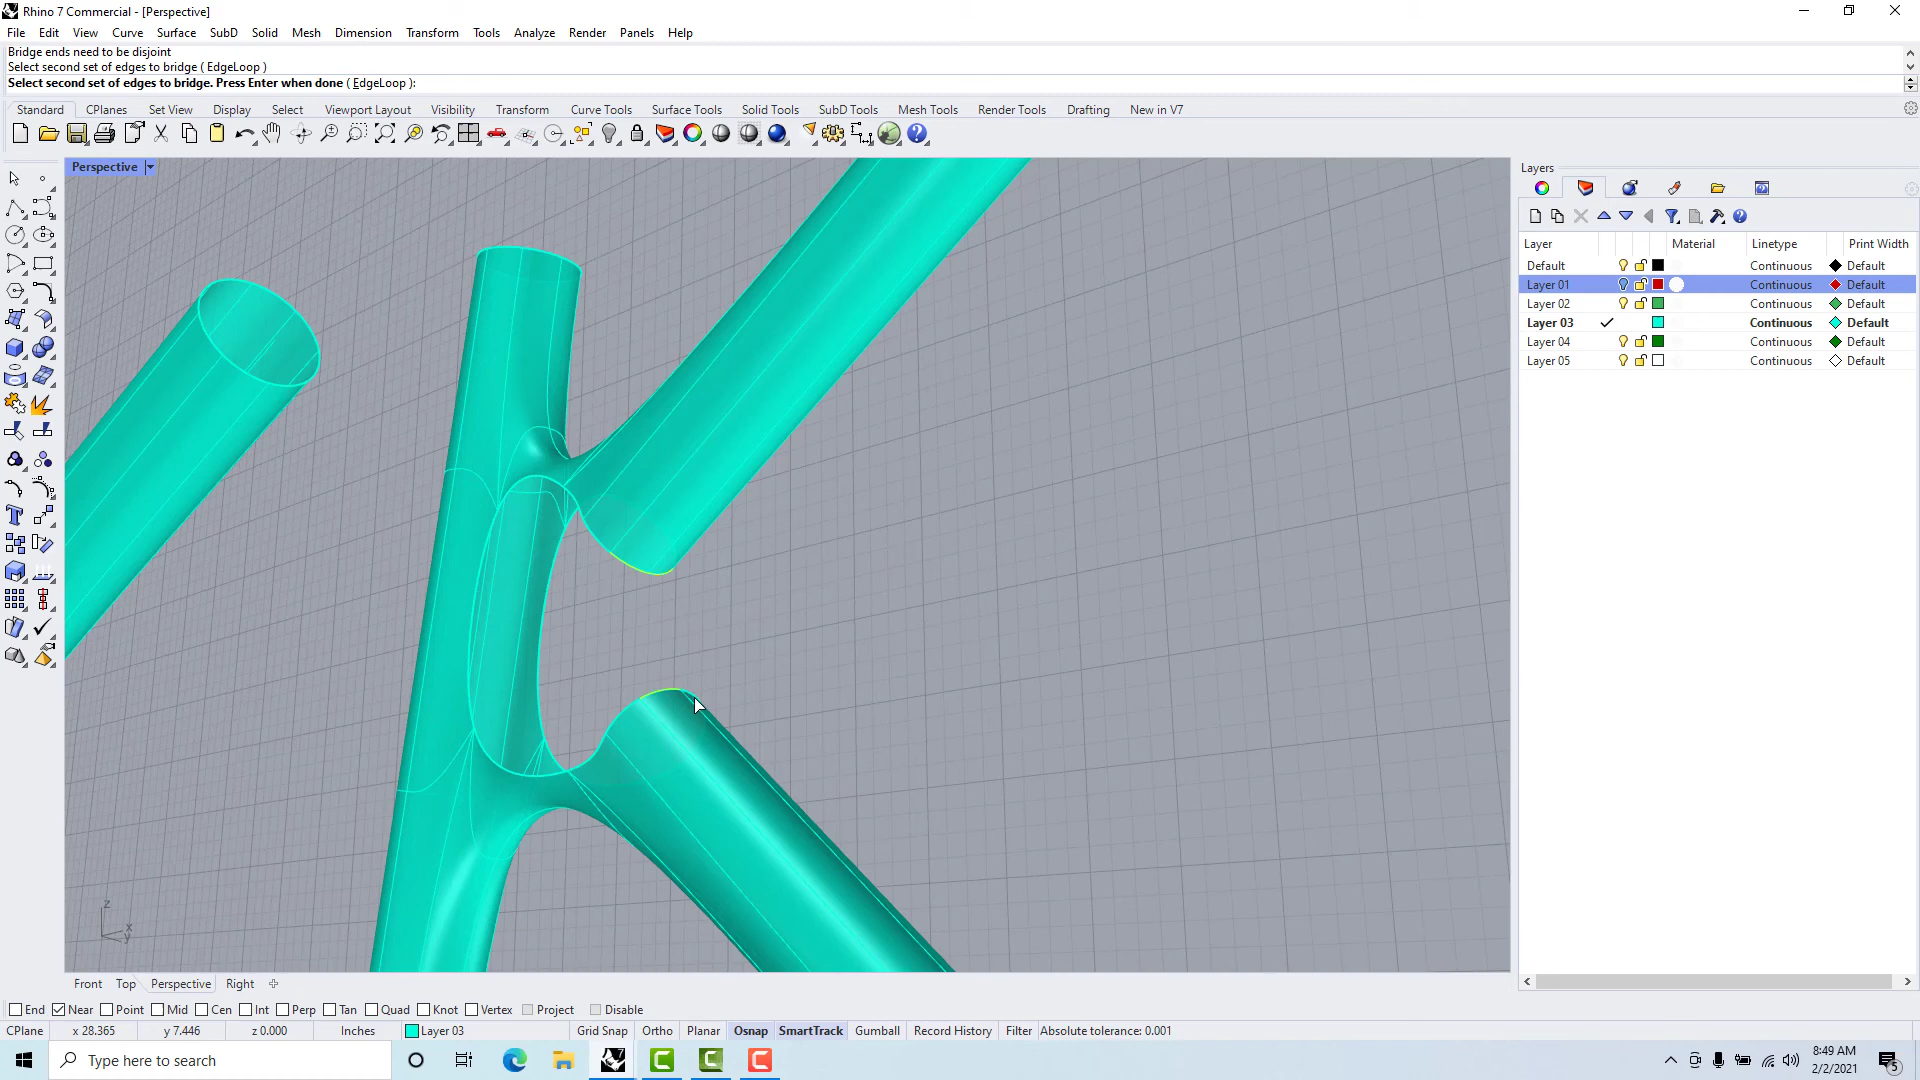 Rhino 7 Commercial - [Perspective]
File Edit View Curve Surface SubD Solid Mesh Dimension Transform Tools Analyze Render Panels Help
Bridge ends need to be disjoint
Select second set of edges to bridge ( EdgeLoop )
Select second set of edges to bridge. Press Enter when done ( EdgeLoop ):
Standard CPlanes Set View Display Select Viewport Layout Visibility Transform Curve Tools Surface Tools Solid Tools SubD Tools Mesh Tools Render Tools Drafting New in V7
Perspective
Layers
Layer Material Linetype Print Width
Default Continuous Default
Layer 01 Continuous Default
Layer 02 Continuous Default
Layer 03 Continuous Default
Layer 04 Continuous Default
Layer 05 Continuous Default
z
x
y
Front Top Perspective Right
End Near Point Mid Cen Int Perp Tan Quad Knot Vertex Project Disable
CPlane x 28.365 y 7.446 z 0.000 Inches Layer 03 Grid Snap Ortho Planar Osnap SmartTrack Gumball Record History Filter Absolute tolerance: 0.001
Type here to search
8:49 AM
2/2/2021
5